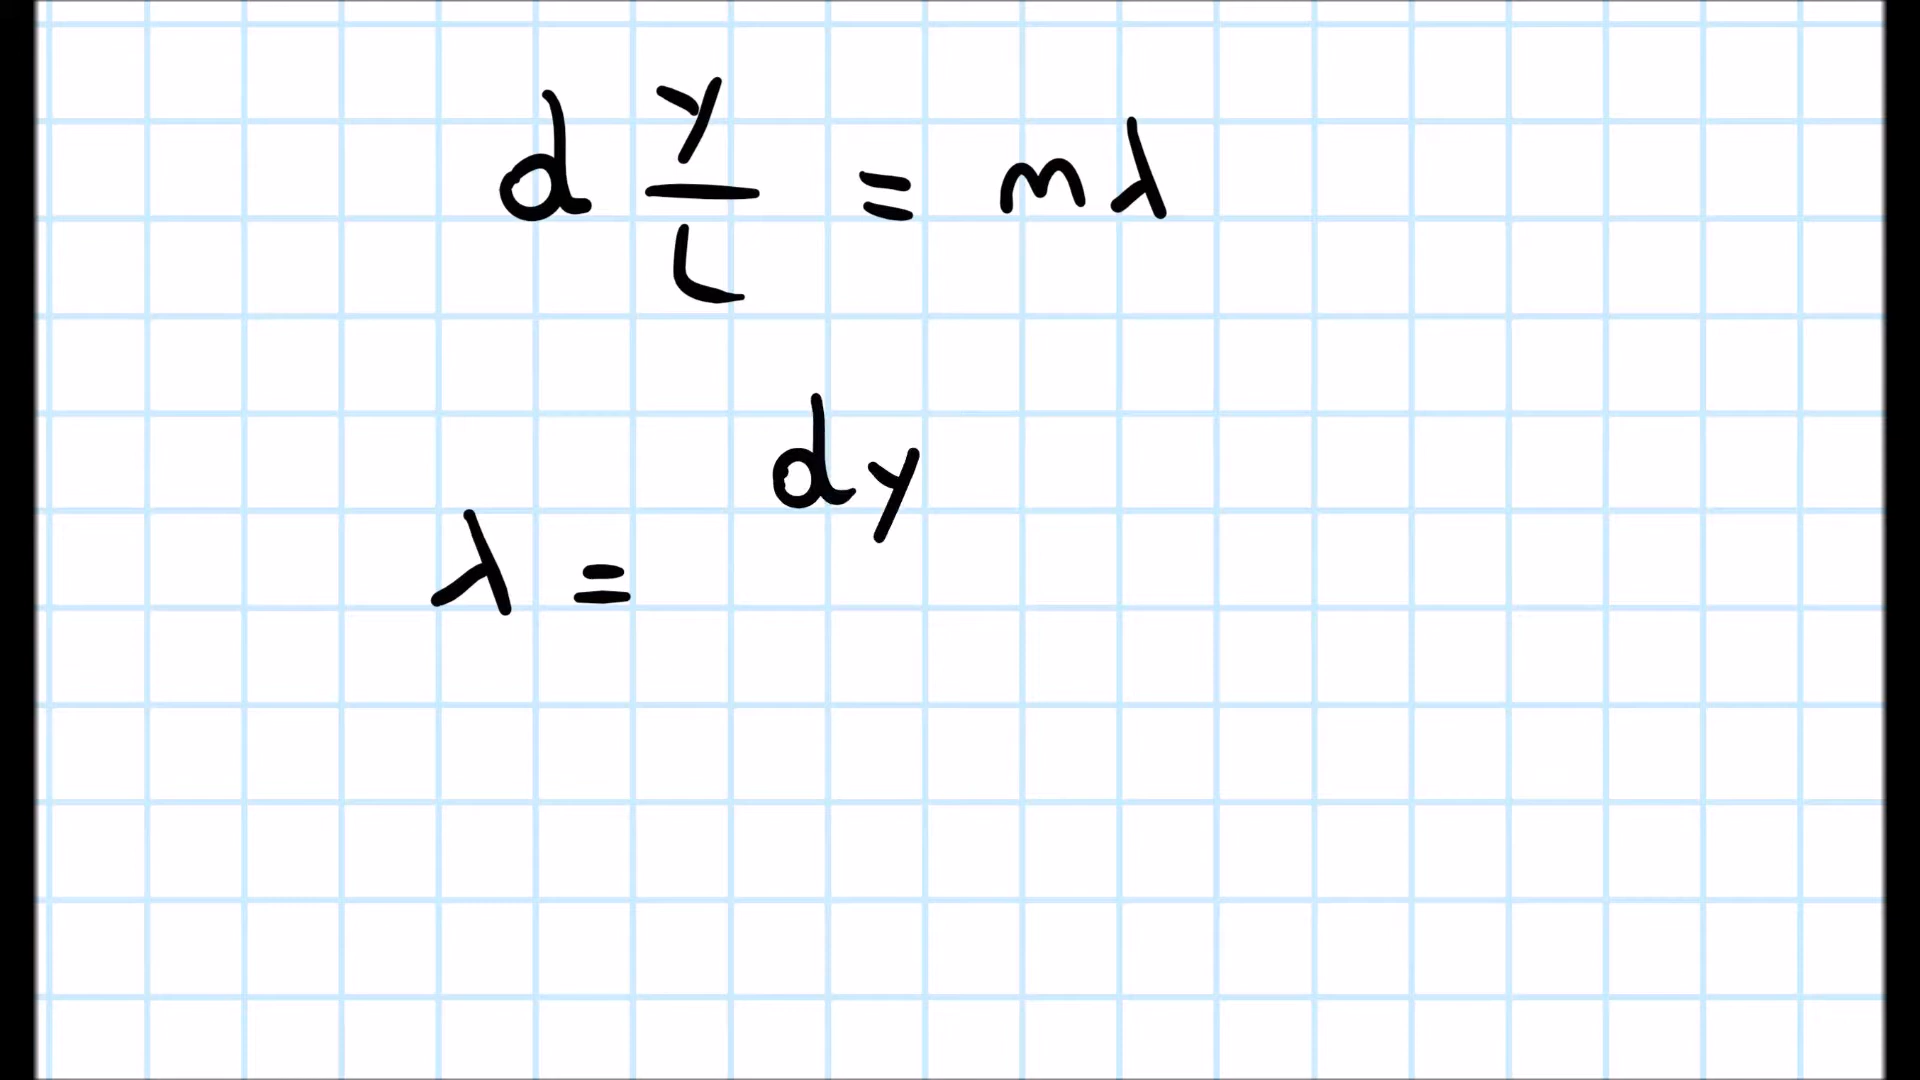 d y/L = mλ
λ = dy